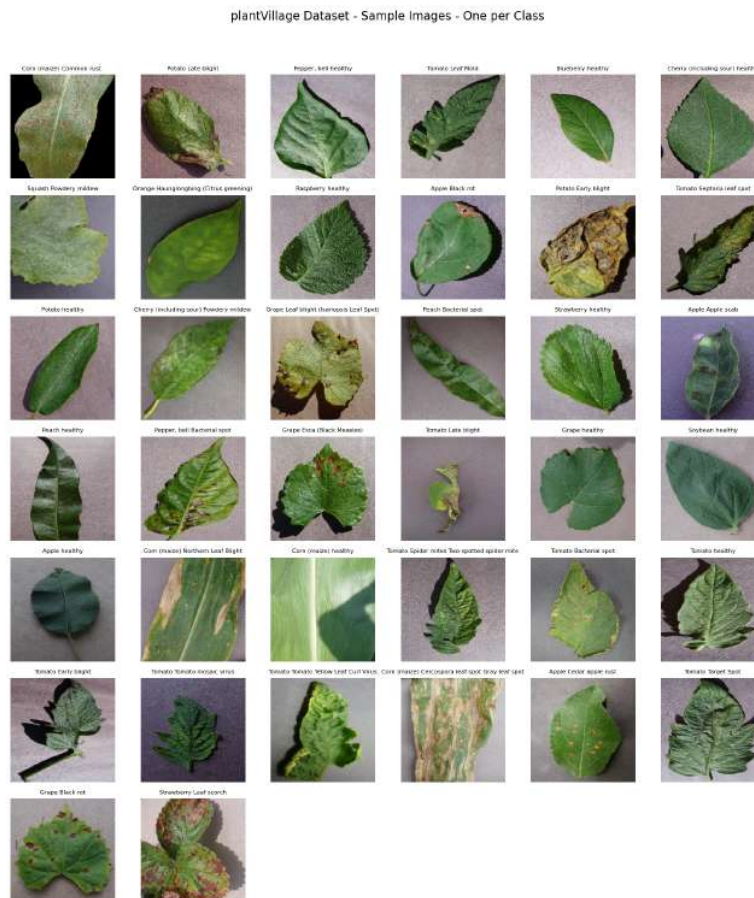 plantVillage Dataset - Sample Images - One per Class
Corn (maize) Common rust
Potato Late blight
Pepper, bell healthy
Tomato Leaf Mold
Blueberry healthy
Cherry (including sour) health
Squash Powdery mildew
Orange Haunglongbing (Citrus greening)
Raspberry healthy
Apple Black rot
Potato Early blight
Tomato Septoria leaf spot
Potato healthy
Cherry (including sour) Powdery mildew
Grape Leaf blight (Isariopsis Leaf Spot)
Peach Bacterial spot
Strawberry healthy
Apple Apple scab
Peach healthy
Pepper, bell Bacterial spot
Grape Esca (Black Measles)
Tomato Late blight
Grape healthy
Soybean healthy
Apple healthy
Corn (maize) Northern Leaf Blight
Corn (maize) healthy
Tomato Spider mites Two-spotted spider mite
Tomato Bacterial spot
Tomato healthy
Tomato Early blight
Tomato Tomato mosaic virus
Tomato Tomato Yellow Leaf Curl Virus
Corn (maize) Cercospora leaf spot Gray leaf spot
Apple Cedar apple rust
Tomato Target Spot
Grape Black rot
Strawberry Leaf scorch